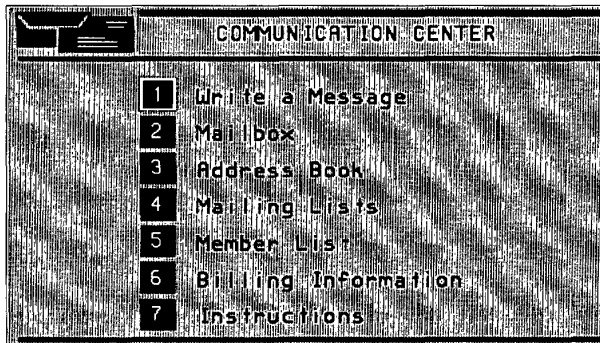 COMMUNICATION CENTER
1 Write a Message
2 Mailbox
3 Address Book
4 Mailing Lists
5 Member List
6 Billing Information
7 Instructions